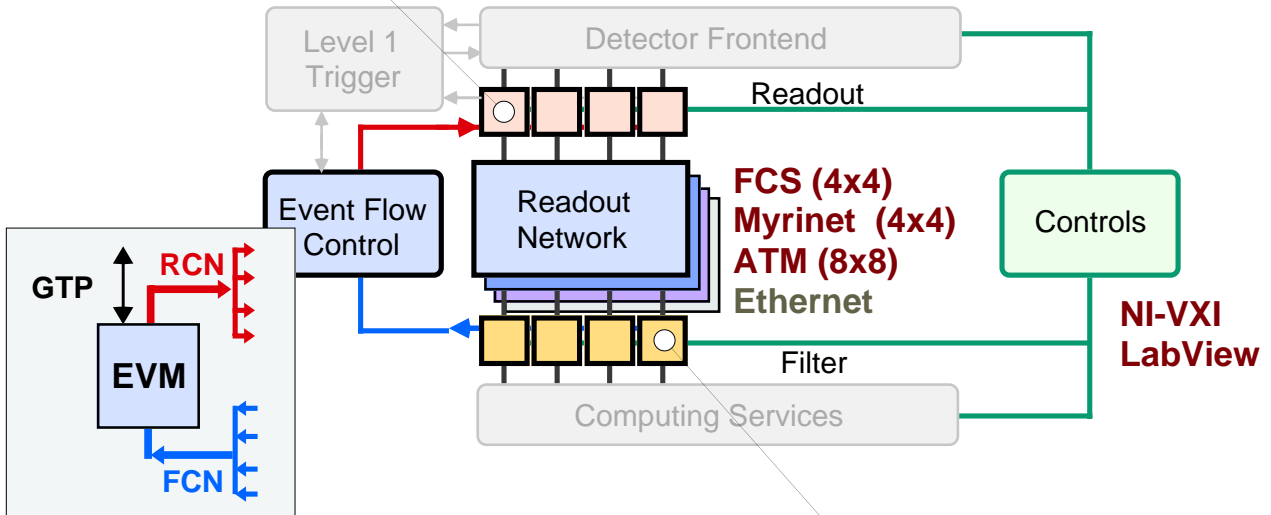 Level 1
Trigger
Detector Frontend
Readout
Event Flow
Control
Readout
Network
FCS (4x4)
Myrinet (4x4)
ATM (8x8)
Ethernet
Controls
RCN
GTP
EVM
FCN
NI-VXI
LabView
Filter
Computing Services